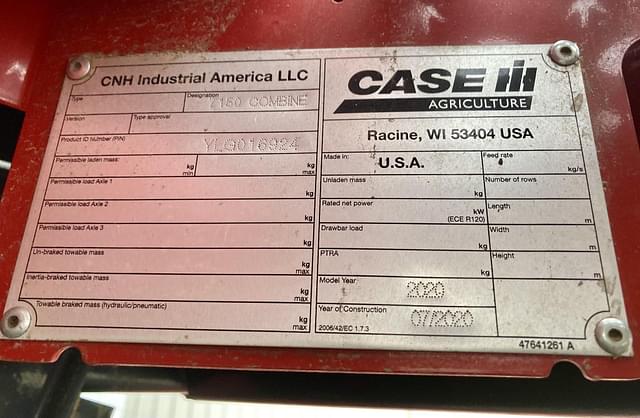 CNH Industrial America LLC
Type
Designation
7150 COMBINE
Version
Type approval
Product ID Number (PIN)
YLG016924
Permissible laden mass:
kg
min
kg
max
Permissible load Axle 1
kg
Permissible load Axle 2
kg
Permissible load Axle 3
kg
Un-braked towable mass
kg
max
Inertia-braked towable mass
kg
max
Towable braked mass (hydraulic/pneumatic)
kg
max
CASE IH
AGRICULTURE
Racine, WI 53404 USA
Made in:
U.S.A.
Feed rate
kg/s
Unladen mass
kg
Number of rows
Rated net power
kW
(ECE R120)
Length
m
Drawbar load
kg
Width
m
PTRA
kg
Height
m
Model Year
2020
Year of Construction
07/2020
2006/42/EC 1.7.3
47641261 A